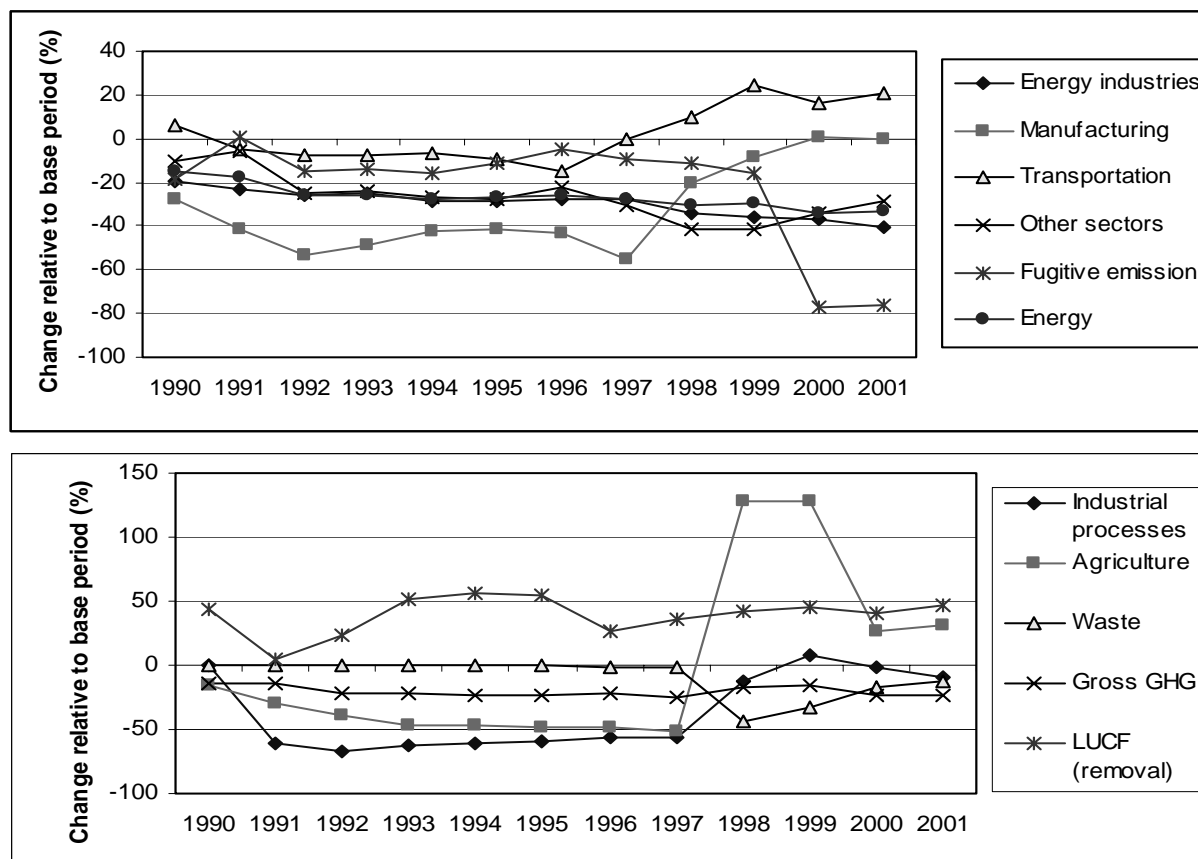 Change relative to base period (%)
40
20
0
-20
-40
-60
-80
-100
1990 1991 1992 1993 1994 1995 1996 1997 1998 1999 2000 2001
Energy industries
Manufacturing
Transportation
Other sectors
Fugitive emission
Energy
Change relative to base period (%)
150
100
50
0
-50
-100
1990 1991 1992 1993 1994 1995 1996 1997 1998 1999 2000 2001
Industrial
processes
Agriculture
Waste
Gross GHG
LUCF
(removal)